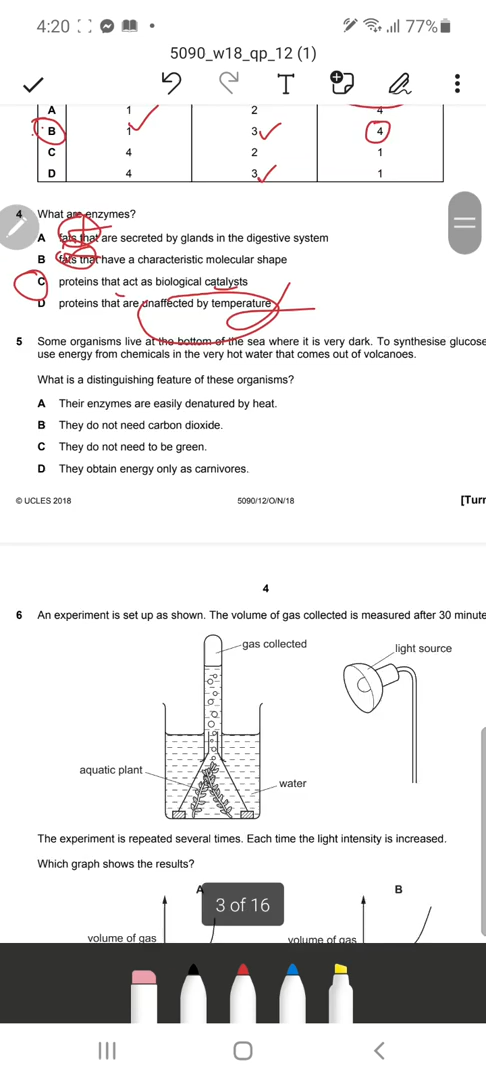 4:20
77%
5090_w18_qp_12 (1)
T
A 1 2 4
B 1 3 4
C 4 2 1
D 4 3 1
4 What are enzymes?
A fats that are secreted by glands in the digestive system
B fats that have a characteristic molecular shape
C proteins that act as biological catalysts
D proteins that are unaffected by temperature
5 Some organisms live at the bottom of the sea where it is very dark. To synthesise glucose
use energy from chemicals in the very hot water that comes out of volcanoes.
What is a distinguishing feature of these organisms?
A Their enzymes are easily denatured by heat.
B They do not need carbon dioxide.
C They do not need to be green.
D They obtain energy only as carnivores.
© UCLES 2018 5090/12/O/N/18 [Turn
4
6 An experiment is set up as shown. The volume of gas collected is measured after 30 minute
gas collected
light source
aquatic plant
water
The experiment is repeated several times. Each time the light intensity is increased.
Which graph shows the results?
A B
3 of 16
volume of gas volume of gas